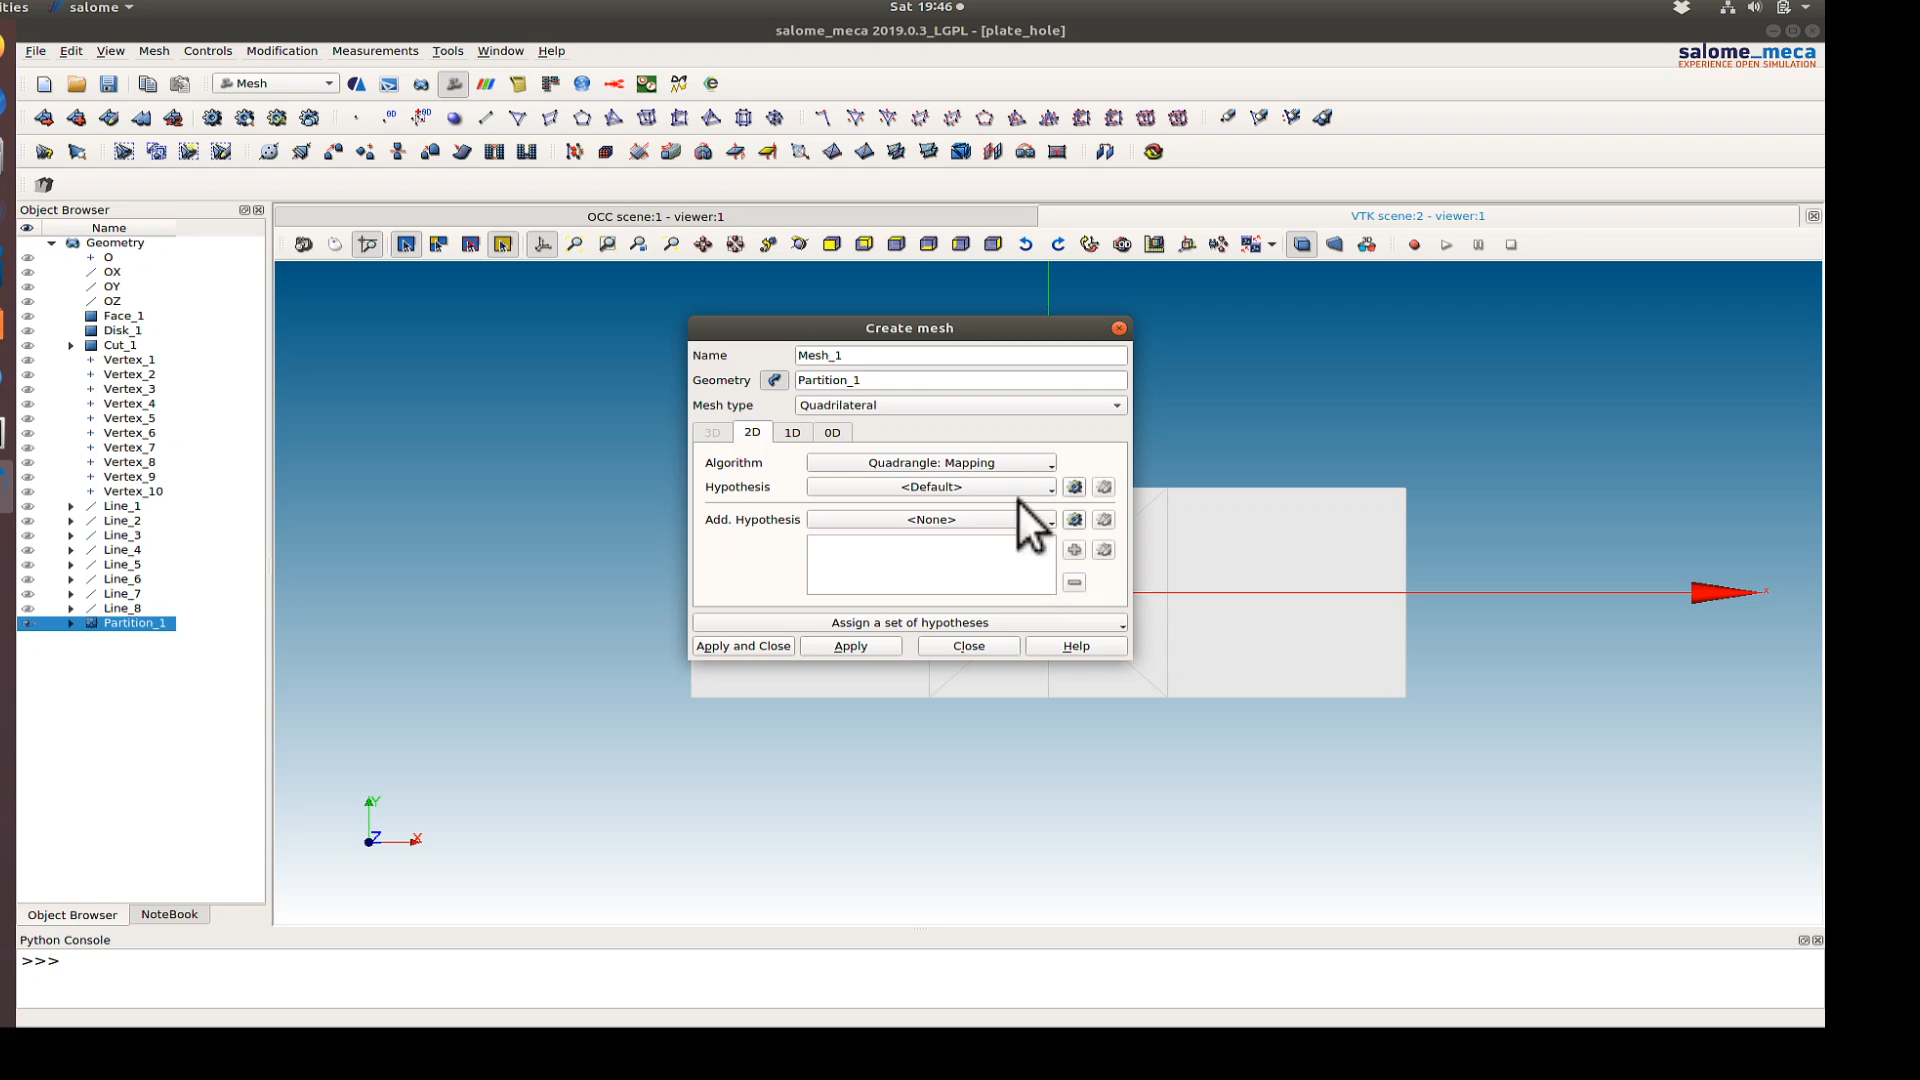 ities salome Sat 19:46
salome_meca 2019.0.3_LGPL - [plate_hole]
File Edit View Mesh Controls Modification Measurements Tools Window Help
salome_meca
EXPERIENCE OPEN SIMULATION
Mesh
0D
Object Browser
OCC scene:1 - viewer:1
VTK scene:2 - viewer:1
Name
Geometry
O
OX
OY
OZ
Face_1
Disk_1
Cut_1
Vertex_1
Vertex_2
Vertex_3
Vertex_4
Vertex_5
Vertex_6
Vertex_7
Vertex_8
Vertex_9
Vertex_10
Line_1
Line_2
Line_3
Line_4
Line_5
Line_6
Line_7
Line_8
Partition_1
Create mesh
Name Mesh_1
Geometry Partition_1
Mesh type Quadrilateral
3D 2D 1D 0D
Algorithm Quadrangle: Mapping
Hypothesis <Default>
Add. Hypothesis <None>
Assign a set of hypotheses
Apply and Close Apply Close Help
X
Y
Z X
Object Browser NoteBook
Python Console
>>>